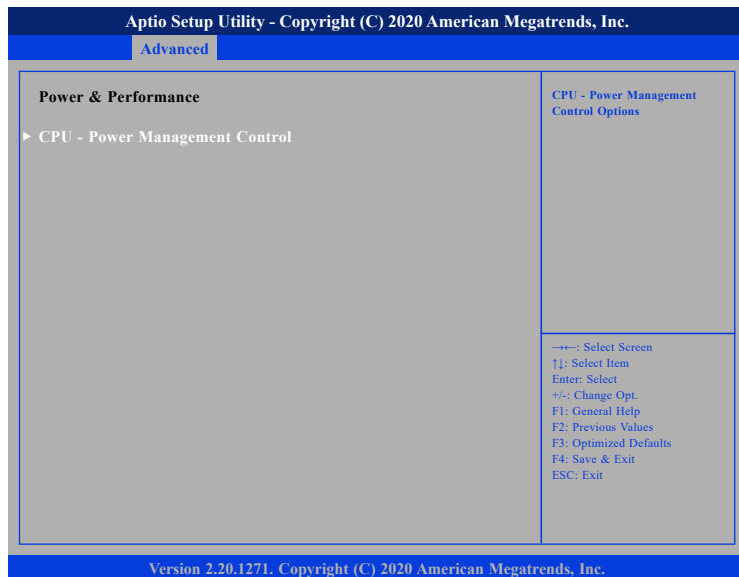 Aptio Setup Utility - Copyright (C) 2020 American Megatrends, Inc.
Advanced
Power & Performance
▶ CPU - Power Management Control
CPU - Power Management
Control Options
→←: Select Screen
↑↓: Select Item
Enter: Select
+/-: Change Opt.
F1: General Help
F2: Previous Values
F3: Optimized Defaults
F4: Save & Exit
ESC: Exit
Version 2.20.1271. Copyright (C) 2020 American Megatrends, Inc.